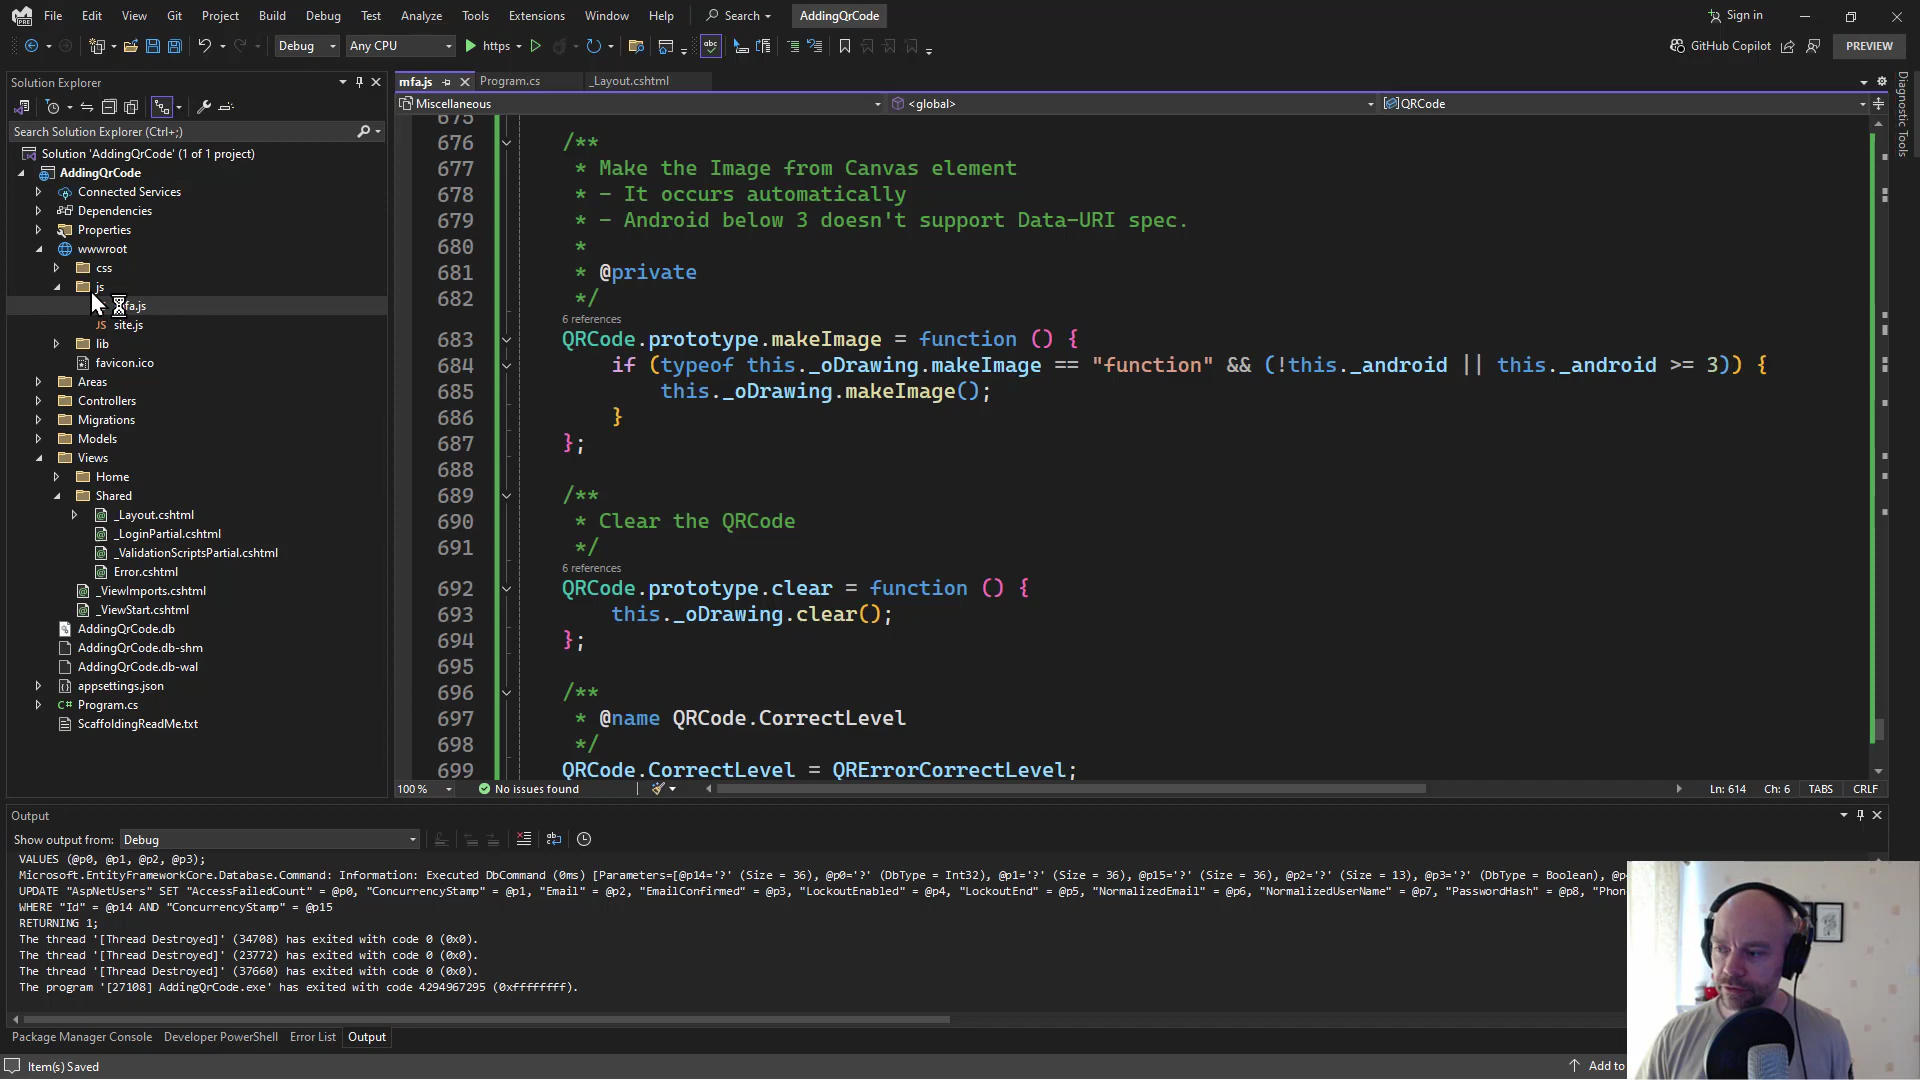 File Edit View Git Project Build Debug Test Analyze Tools Extensions Window Help Search AddingQrCode Sign in
Debug Any CPU https GitHub Copilot PREVIEW
Solution Explorer
Search Solution Explorer (Ctrl+;)
Solution 'AddingQrCode' (1 of 1 project)
AddingQrCode
Connected Services
Dependencies
Properties
wwwroot
css
js
fa.js
JS site.js
lib
favicon.ico
Areas
Controllers
Migrations
Models
Views
Home
Shared
_Layout.cshtml
_LoginPartial.cshtml
_ValidationScriptsPartial.cshtml
Error.cshtml
_ViewImports.cshtml
_ViewStart.cshtml
AddingQrCode.db
AddingQrCode.db-shm
AddingQrCode.db-wal
appsettings.json
C# Program.cs
ScaffoldingReadMe.txt
mfa.js Program.cs _Layout.cshtml
Miscellaneous <global> QRCode
675
676 /**
677 * Make the Image from Canvas element
678 * - It occurs automatically
679 * - Android below 3 doesn't support Data-URI spec.
680 *
681 * @private
682 */
6 references
683 QRCode.prototype.makeImage = function () {
684 if (typeof this._oDrawing.makeImage == "function" && (!this._android || this._android >= 3)) {
685 this._oDrawing.makeImage();
686 }
687 };
688
689 /**
690 * Clear the QRCode
691 */
6 references
692 QRCode.prototype.clear = function () {
693 this._oDrawing.clear();
694 };
695
696 /**
697 * @name QRCode.CorrectLevel
698 */
699 QRCode.CorrectLevel = QRErrorCorrectLevel;
100 % No issues found Ln: 614 Ch: 6 TABS CRLF
Diagnostic Tools
Output
Show output from: Debug
VALUES (@p0, @p1, @p2, @p3);
Microsoft.EntityFrameworkCore.Database.Command: Information: Executed DbCommand (0ms) [Parameters=[@p14='?' (Size = 36), @p0='?' (DbType = Int32), @p1='?' (Size = 36), @p15='?' (Size = 36), @p2='?' (Size = 13), @p3='?' (DbType = Boolean), @p4
UPDATE "AspNetUsers" SET "AccessFailedCount" = @p0, "ConcurrencyStamp" = @p1, "Email" = @p2, "EmailConfirmed" = @p3, "LockoutEnabled" = @p4, "LockoutEnd" = @p5, "NormalizedEmail" = @p6, "NormalizedUserName" = @p7, "PasswordHash" = @p8, "Phon
WHERE "Id" = @p14 AND "ConcurrencyStamp" = @p15
RETURNING 1;
The thread '[Thread Destroyed]' (34708) has exited with code 0 (0x0).
The thread '[Thread Destroyed]' (23772) has exited with code 0 (0x0).
The thread '[Thread Destroyed]' (37660) has exited with code 0 (0x0).
The program '[27108] AddingQrCode.exe' has exited with code 4294967295 (0xffffffff).
Package Manager Console Developer PowerShell Error List Output
Item(s) Saved Add to